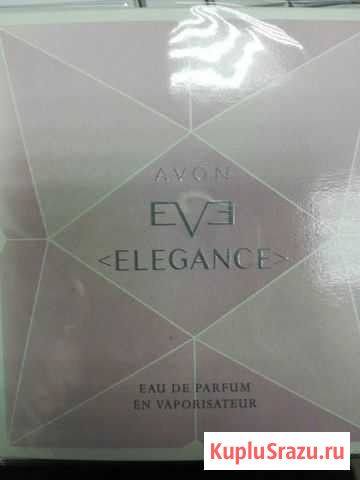 AVON
EVE
<ELEGANCE>
EAU DE PARFUM
EN VAPORISATEUR
KupluSrazu.ru